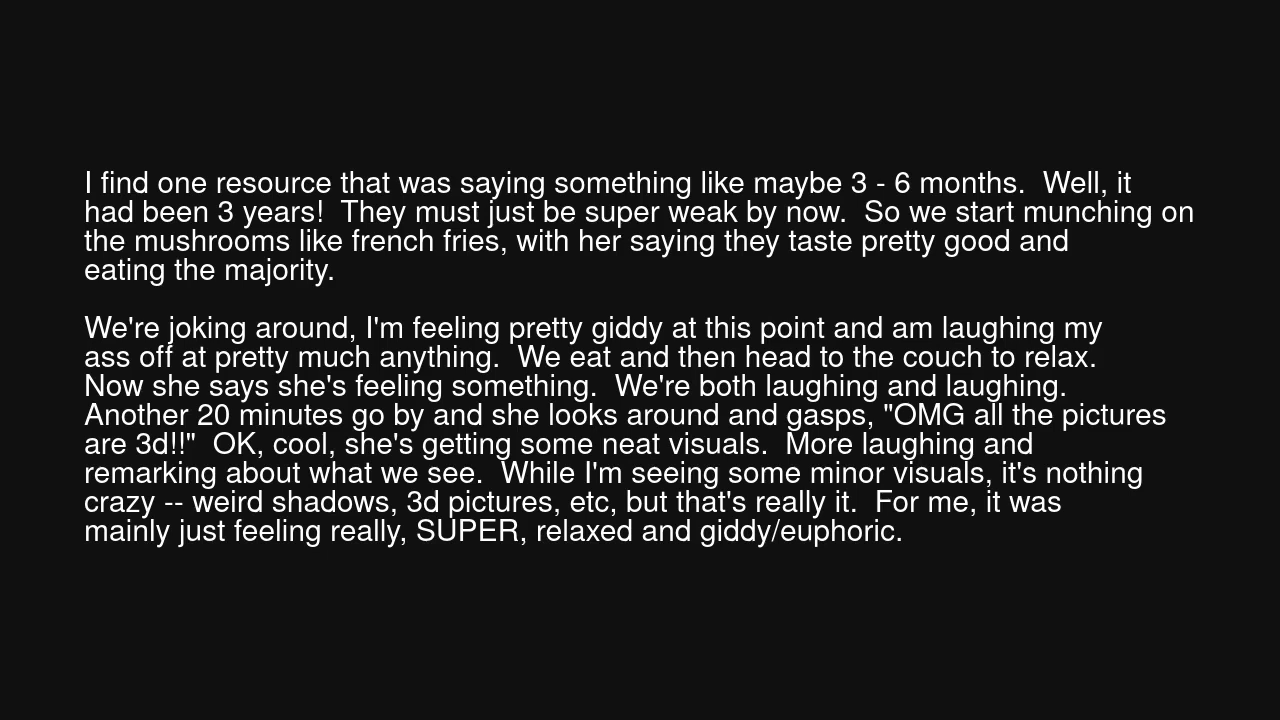 I find one resource that was saying something like maybe 3 - 6 months.  Well, it
had been 3 years!  They must just be super weak by now.  So we start munching on
the mushrooms like french fries, with her saying they taste pretty good and
eating the majority.

We're joking around, I'm feeling pretty giddy at this point and am laughing my
ass off at pretty much anything.  We eat and then head to the couch to relax.
Now she says she's feeling something.  We're both laughing and laughing.
Another 20 minutes go by and she looks around and gasps, "OMG all the pictures
are 3d!!"  OK, cool, she's getting some neat visuals.  More laughing and
remarking about what we see.  While I'm seeing some minor visuals, it's nothing
crazy -- weird shadows, 3d pictures, etc, but that's really it.  For me, it was
mainly just feeling really, SUPER, relaxed and giddy/euphoric.